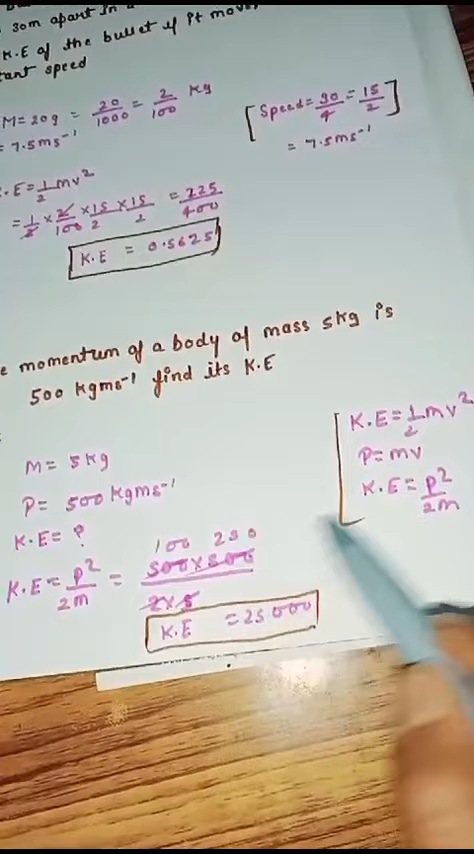 30m apart in
K.E of the bullet if it move
tant speed
M=20g = 20/1000 = 2/100 Kg
= 7.5ms⁻¹
[Speed= 30/4 = 15/2]
= 7.5ms⁻¹
K.E = 1/2 mv²
= 1/2 × 2/100 × 15/2 × 15/2 = 225/400
K.E = 0.5625
e momentum of a body of mass 5kg is
500 kgms⁻¹ find its K.E
M = 5kg
P = 500 kgms⁻¹
K.E = ?
K.E = P²/2m = 500×500/2×5
100 250
K.E = 25000
K.E = 1/2 mv²
P = mv
K.E = P²/2m